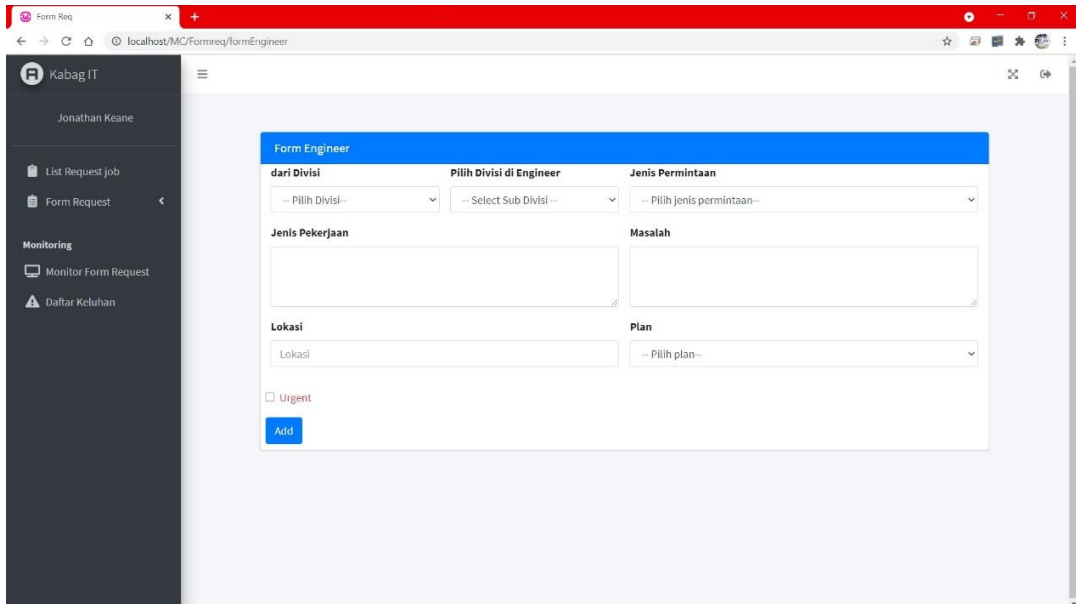 Form Req
localhost/MC/Formreq/formEngineer
Kabag IT
Jonathan Keane
List Request job
Form Request
Monitoring
Monitor Form Request
Daftar Keluhan
Form Engineer
dari Divisi Pilih Divisi di Engineer Jenis Permintaan
-- Pilih Divisi-- -- Select Sub Divisi -- -- Pilih jenis permintaan--
Jenis Pekerjaan Masalah
Lokasi Plan
Lokasi -- Pilih plan--
Urgent
Add